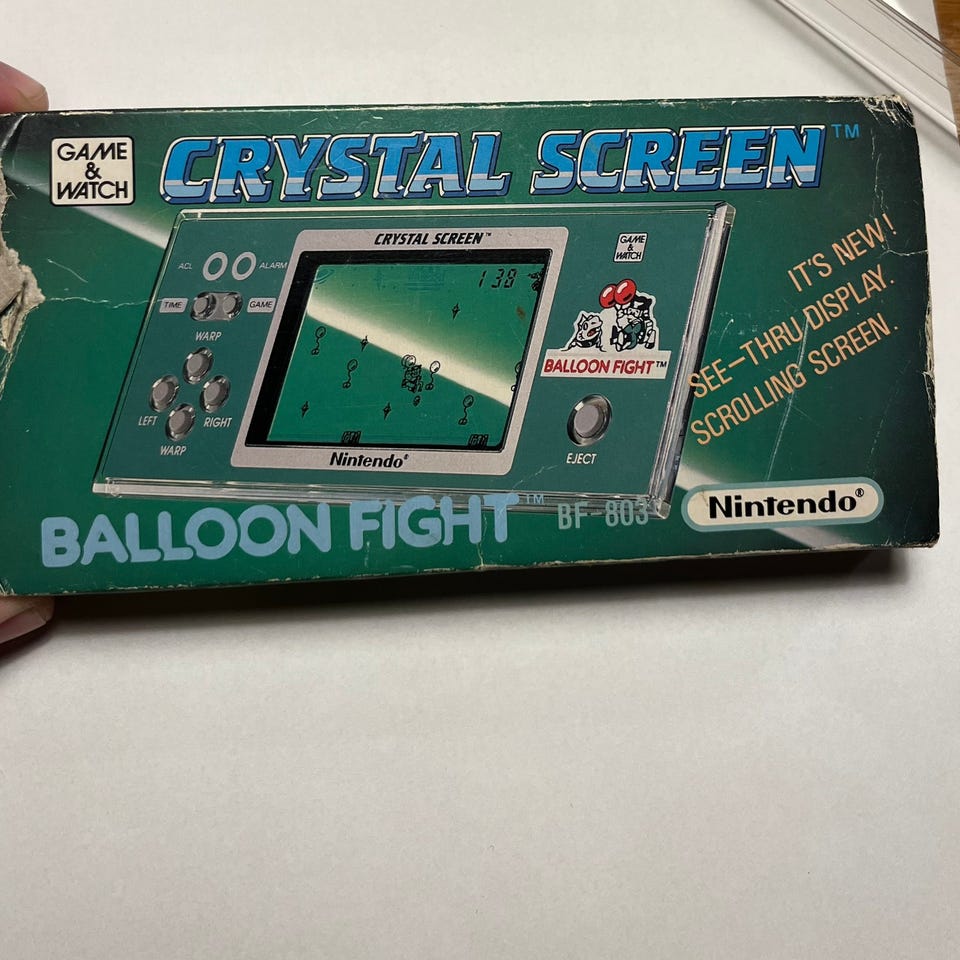 GAME
&
WATCH
CRYSTAL SCREEN™
CRYSTAL SCREEN™
ACL
ALARM
TIME
GAME
WARP
LEFT
RIGHT
WARP
138
Nintendo®
GAME
&
WATCH
BALLOON FIGHT™
EJECT
IT'S NEW!
SEE-THRU DISPLAY.
SCROLLING SCREEN.
BALLOON FIGHT™
BF-803
Nintendo®